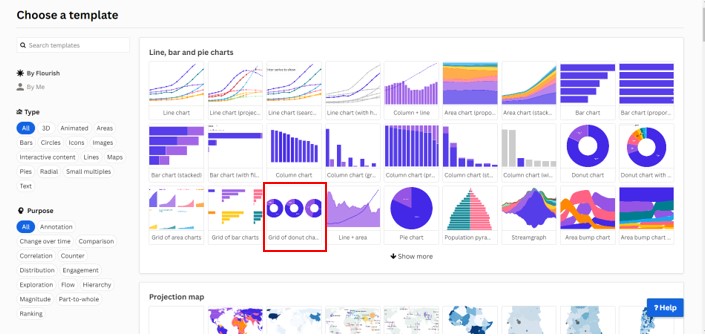 Choose a template
Search templates
By Flourish
By Me
Type
All 3D Animated Areas
Bars Circles Icons Images
Interactive content Lines Maps
Pies Radial Small multiples
Text
Purpose
All Annotation
Change over time Comparison
Correlation Counter
Distribution Engagement
Exploration Flow Hierarchy
Magnitude Part-to-whole
Ranking
Line, bar and pie charts
Line chart Line chart (projec... Line chart (searc... Line chart (with h... Column + line Area chart (propo... Area chart (stack... Bar chart Bar chart (propor...
Bar chart (stacked) Bar chart (with fi... Column chart Column chart (gr... Column chart (pr... Column chart (st... Column chart (wi... Donut chart Donut chart with ...
Grid of area charts Grid of bar charts Grid of donut cha... Line + area Pie chart Population pyra... Streamgraph Area bump chart Area bump chart ...
Show more
Projection map
? Help